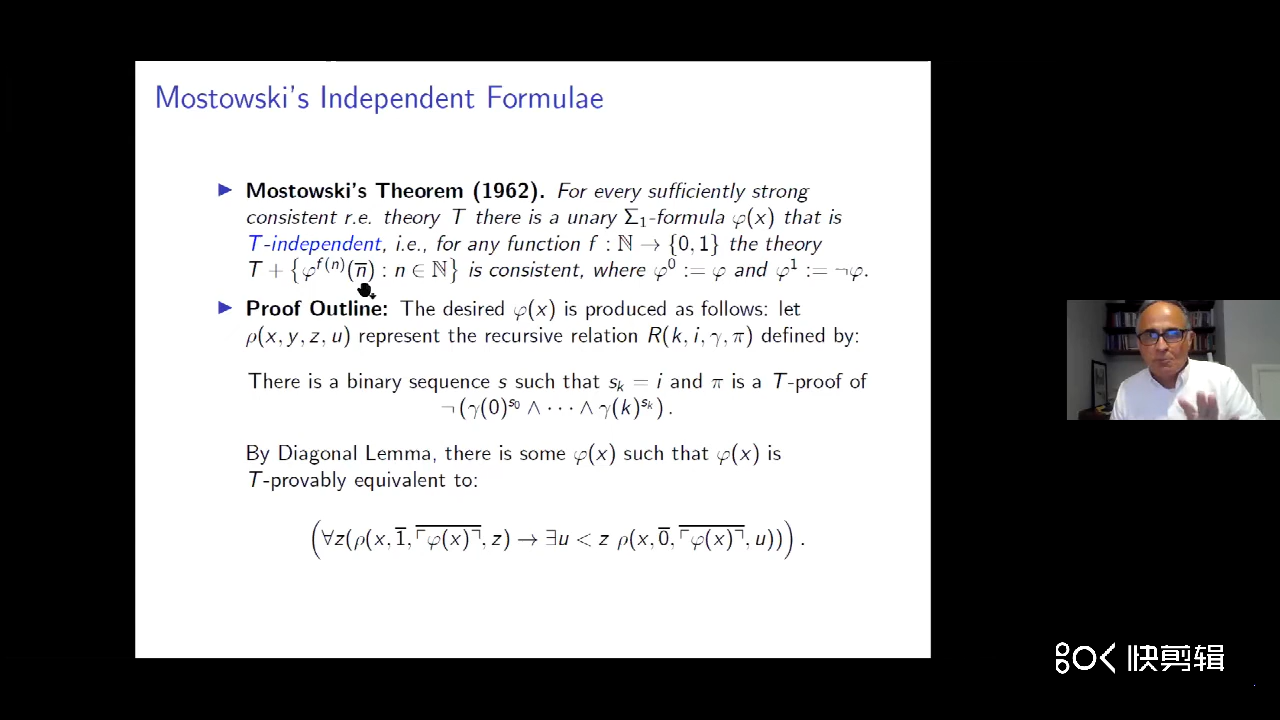 Mostowski's Independent Formulae
▶ Mostowski's Theorem (1962). For every sufficiently strong
consistent r.e. theory T there is a unary Σ₁-formula φ(x) that is
T-independent, i.e., for any function f : ℕ → {0, 1} the theory
T + {φ^{f(n)}(n̅) : n ∈ ℕ} is consistent, where φ⁰ := φ and φ¹ := ¬φ.
▶ Proof Outline: The desired φ(x) is produced as follows: let
ρ(x, y, z, u) represent the recursive relation R(k, i, γ, π) defined by:
There is a binary sequence s such that s_k = i and π is a T-proof of
¬ (γ(0)^{s_0} ∧ ⋯ ∧ γ(k)^{s_k}) .
By Diagonal Lemma, there is some φ(x) such that φ(x) is
T-provably equivalent to:
(∀z(ρ(x, 1̅, \overline{⌜φ(x)⌝}, z) → ∃u < z ρ(x, 0̅, \overline{⌜φ(x)⌝}, u))) .
快剪辑